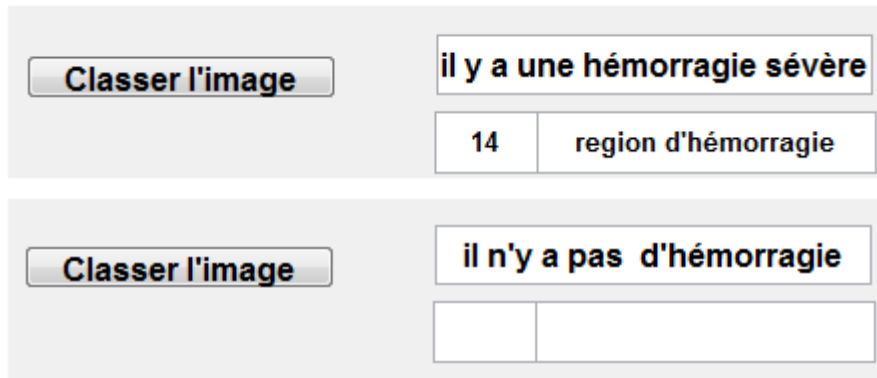 Classer l'image
il y a une hémorragie sévère
14 region d'hémorragie
Classer l'image
il n'y a pas d'hémorragie